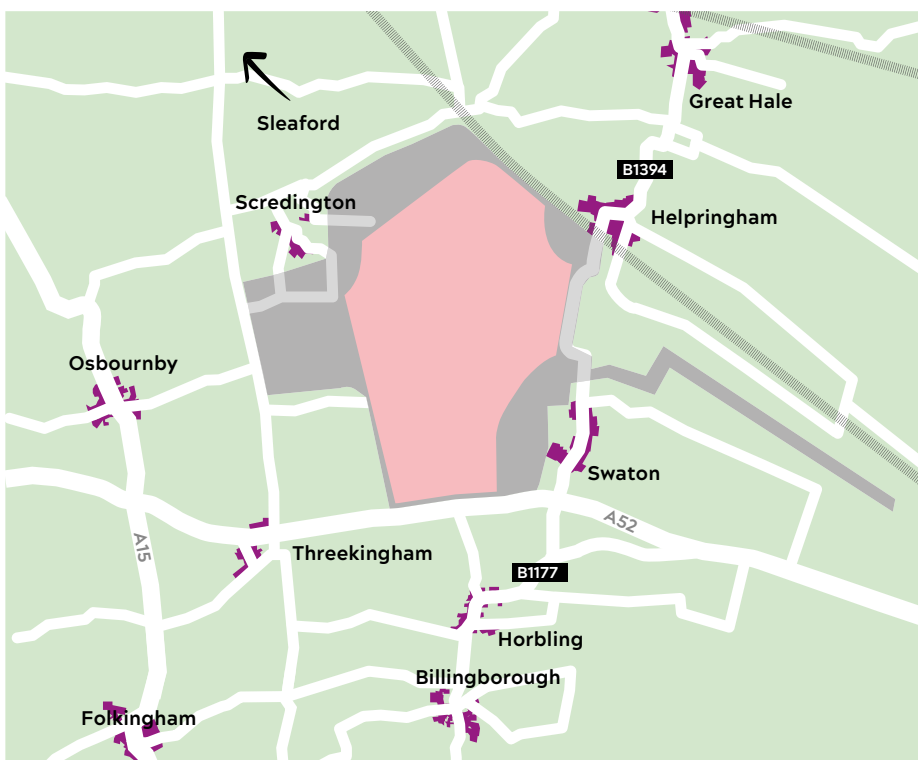 Great Hale
Sleaford
B1394
Scredington
Helpringham
Osbournby
Swaton
A52
A15
Threekingham
B1177
Horbling
Billingborough
Folkingham